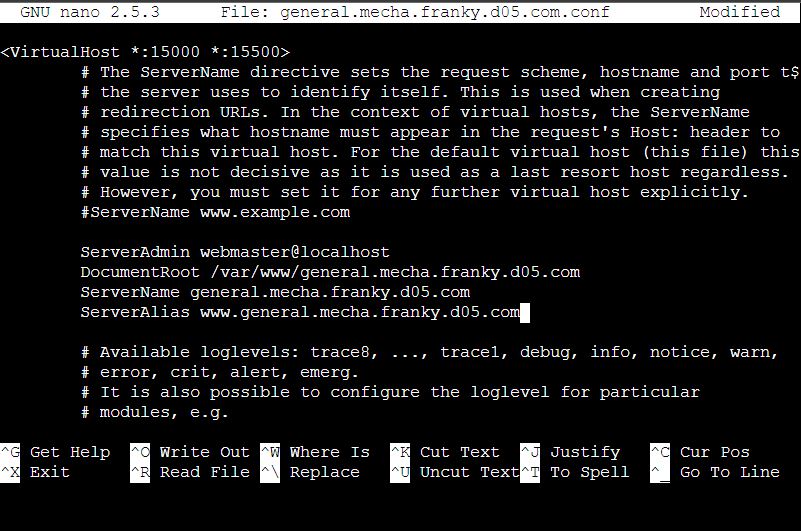 GNU nano 2.5.3 File: general.mecha.franky.d05.com.conf Modified
<VirtualHost *:15000 *:15500>
# The ServerName directive sets the request scheme, hostname and port t$
# the server uses to identify itself. This is used when creating
# redirection URLs. In the context of virtual hosts, the ServerName
# specifies what hostname must appear in the request's Host: header to
# match this virtual host. For the default virtual host (this file) this
# value is not decisive as it is used as a last resort host regardless.
# However, you must set it for any further virtual host explicitly.
#ServerName www.example.com
ServerAdmin webmaster@localhost
DocumentRoot /var/www/general.mecha.franky.d05.com
ServerName general.mecha.franky.d05.com
ServerAlias www.general.mecha.franky.d05.com
# Available loglevels: trace8, ..., trace1, debug, info, notice, warn,
# error, crit, alert, emerg.
# It is also possible to configure the loglevel for particular
# modules, e.g.
^G Get Help ^O Write Out ^W Where Is ^K Cut Text ^J Justify ^C Cur Pos
^X Exit ^R Read File ^\ Replace ^U Uncut Text ^T To Spell ^_ Go To Line